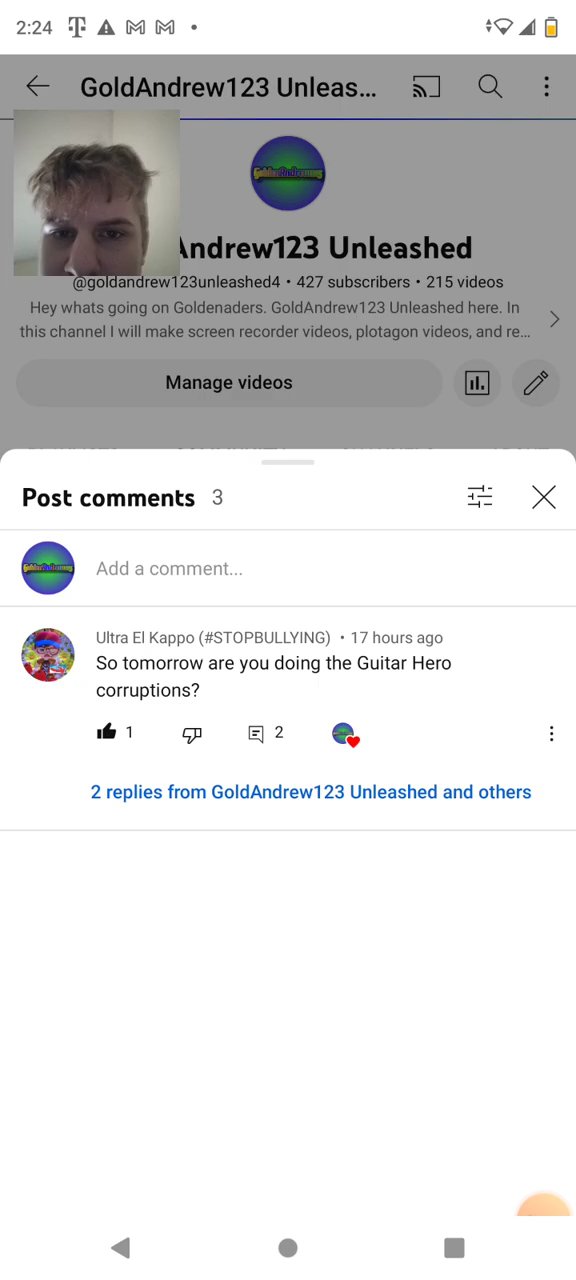 2:24
GoldAndrew123 Unleas...
Andrew123 Unleashed
@goldandrew123unleashed4 • 427 subscribers • 215 videos
Hey whats going on Goldenaders. GoldAndrew123 Unleashed here. In
this channel I will make screen recorder videos, plotagon videos, and re...
Manage videos
Post comments 3
Add a comment...
Ultra El Kappo (#STOPBULLYING) • 17 hours ago
So tomorrow are you doing the Guitar Hero
corruptions?
1 2
2 replies from GoldAndrew123 Unleashed and others